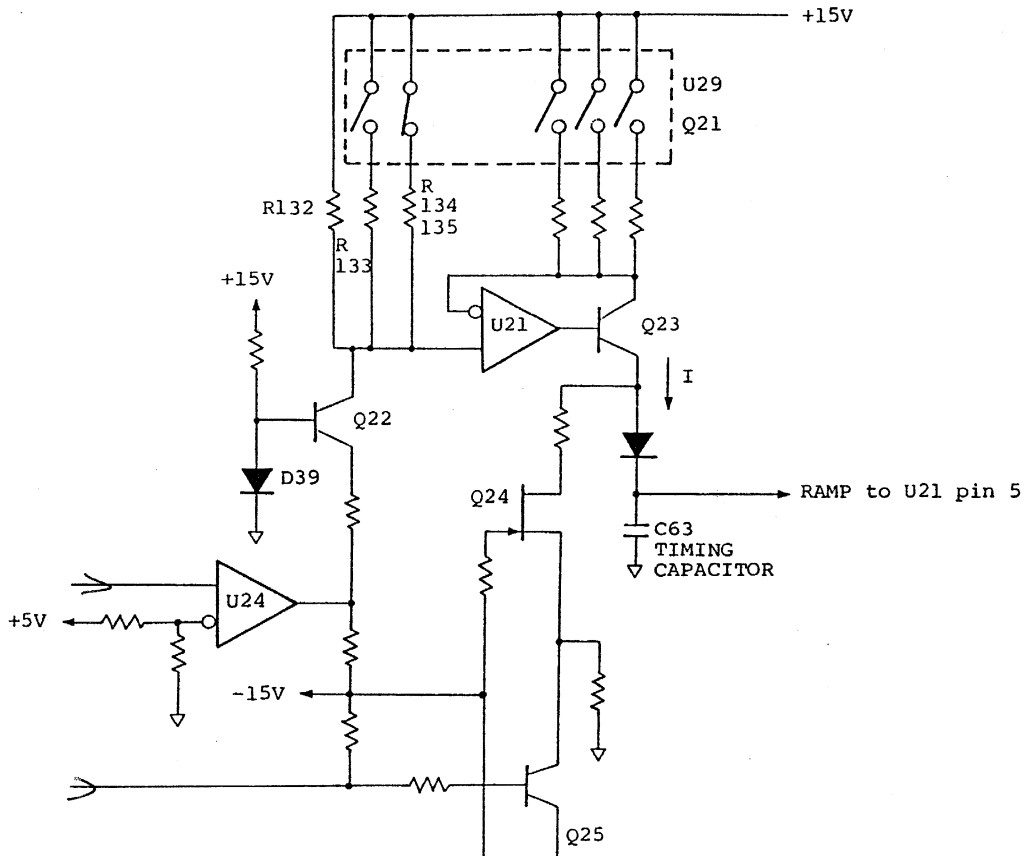 +15V
U29
Q21
R132
R
134
135
R
133
+15V
U21
Q23
I
Q22
D39
Q24
RAMP to U21 pin 5
C63
TIMING
CAPACITOR
U24
+5V
-15V
Q25